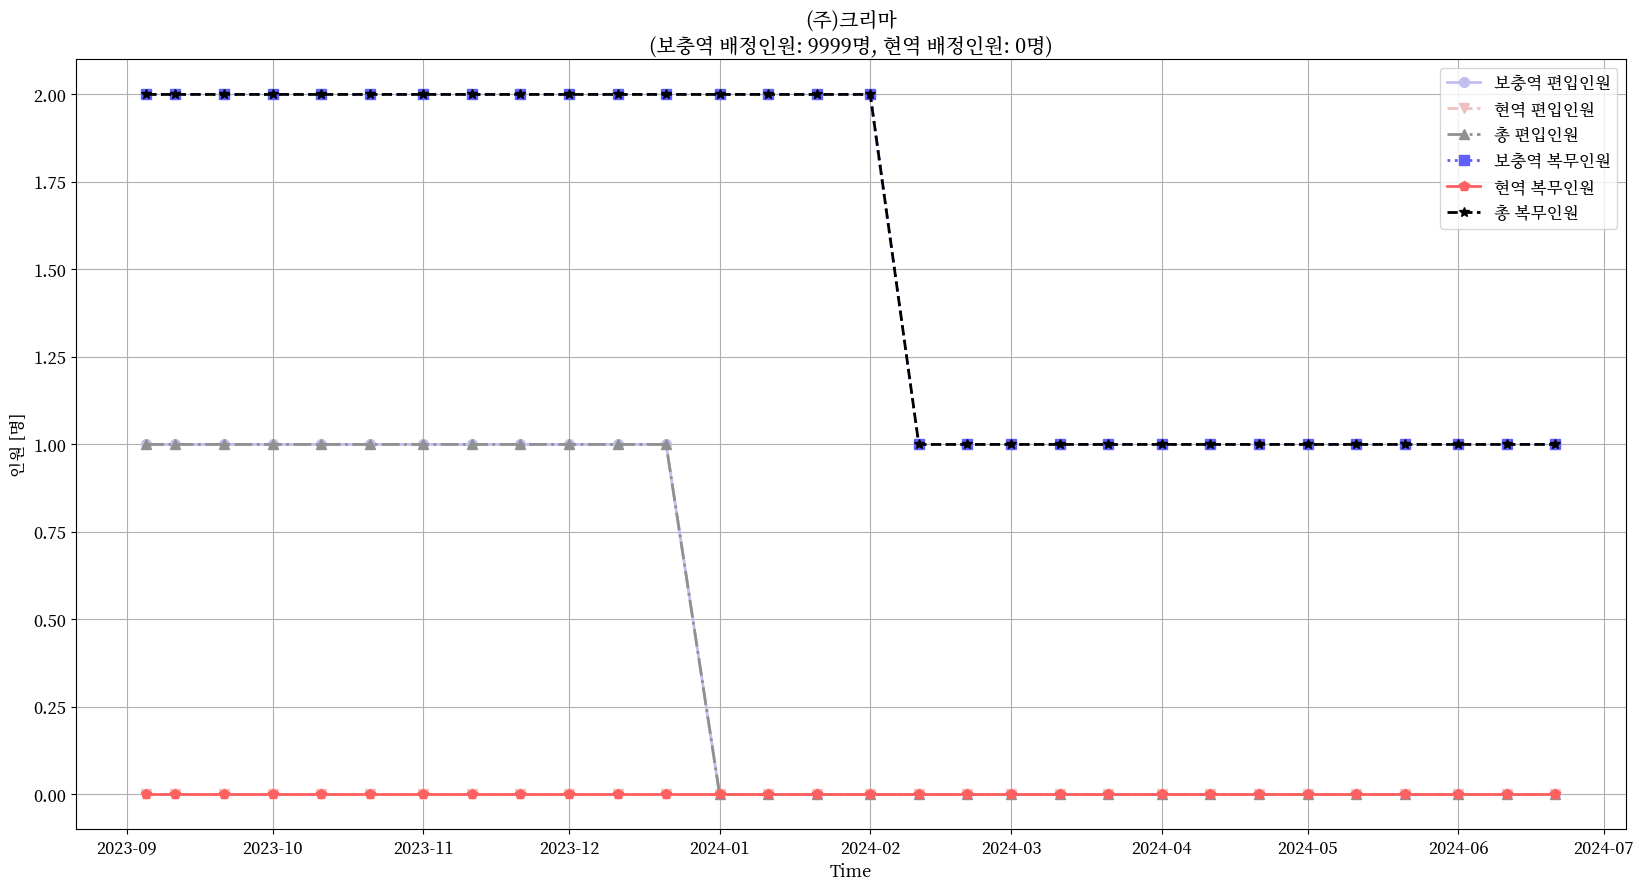 (주)크리마
(보충역 배정인원: 9999명, 현역 배정인원: 0명)
보충역 편입인원
현역 편입인원
총 편입인원
보충역 복무인원
현역 복무인원
총 복무인원
2.00
1.75
1.50
1.25
1.00
0.75
0.50
0.25
0.00
인원 [명]
2023-09 2023-10 2023-11 2023-12 2024-01 2024-02 2024-03 2024-04 2024-05 2024-06 2024-07
Time